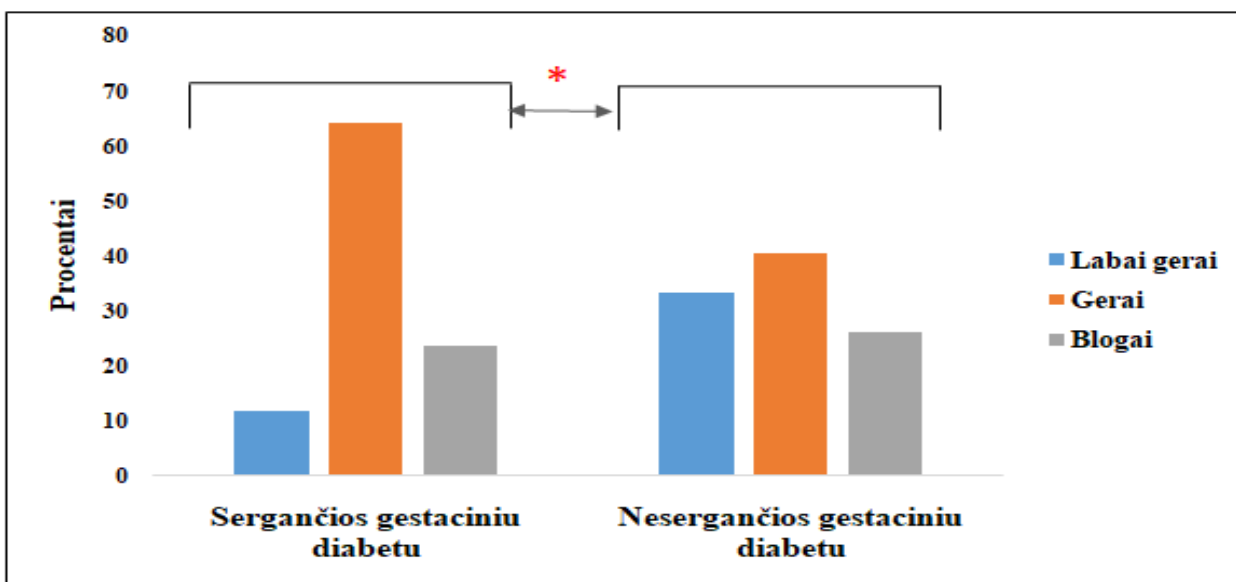 80
70
60
50
40
30
20
10
0
Procentai
*
Sergančios gestaciniu
diabetu
Nesergančios gestaciniu
diabetu
Labai gerai
Gerai
Blogai